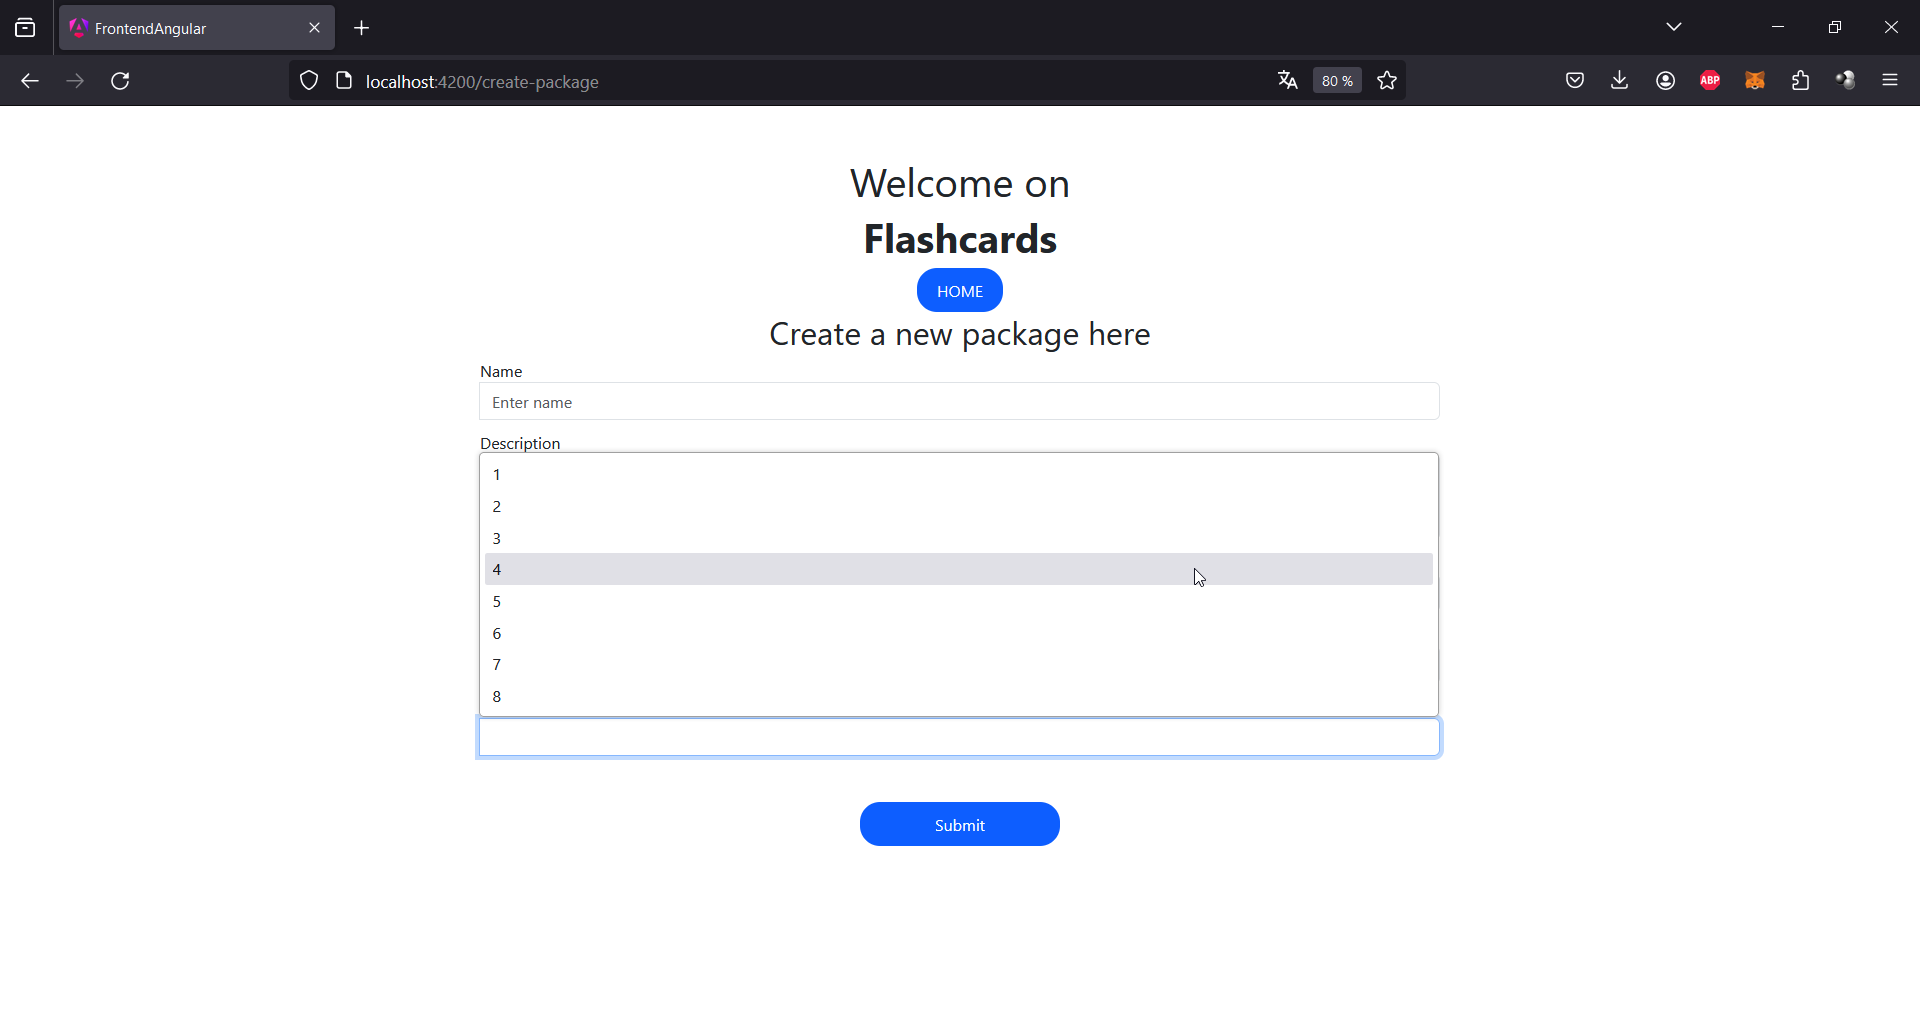 FrontendAngular
localhost:4200/create-package
80 %
ABP
Welcome on
Flashcards
HOME
Create a new package here
Name
Enter name
Description
1
2
3
4
5
6
7
8
Submit